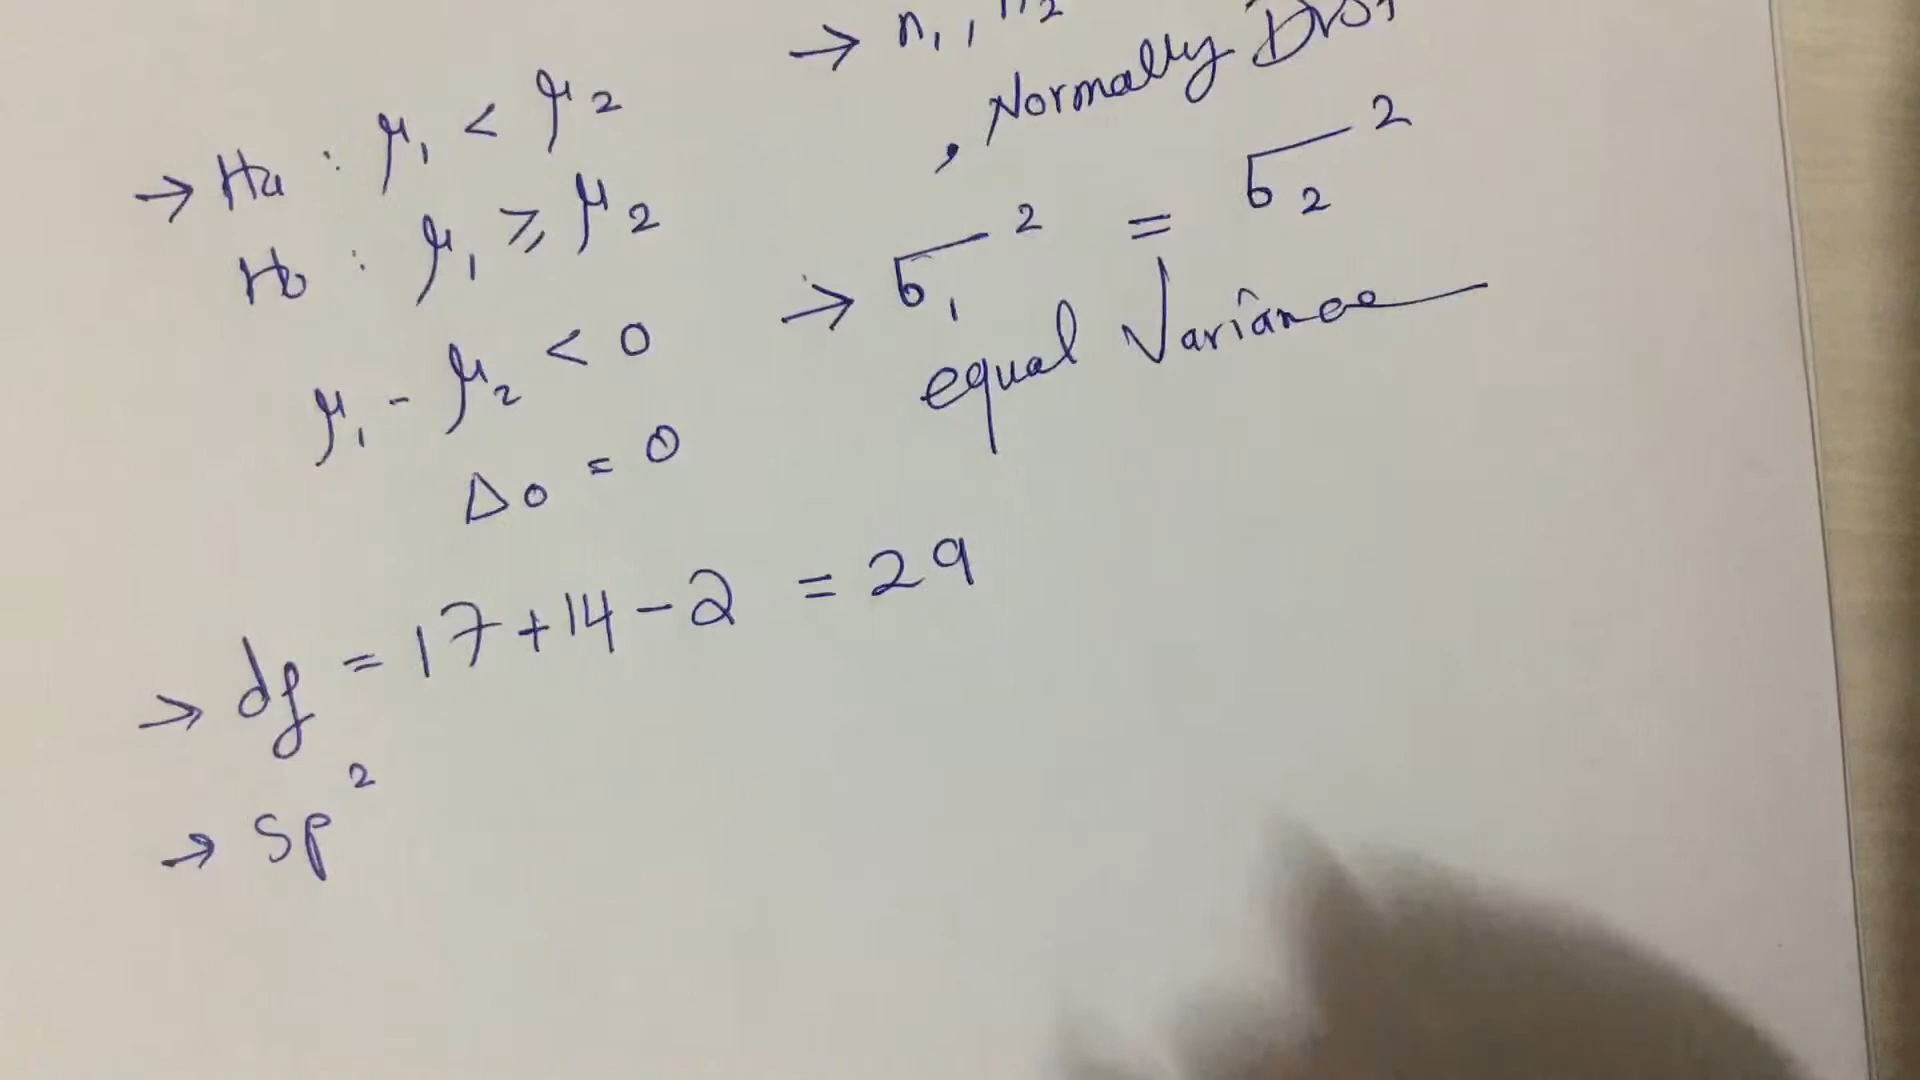 → n₁, n₂
, Normally Dist
→ Ha : μ₁ < μ₂
H₀ : μ₁ ≥ μ₂
→ σ₁² = σ₂²
equal Variance
μ₁ - μ₂ < 0
Δ₀ = 0
→ df = 17+14-2 = 29
→ Sp²